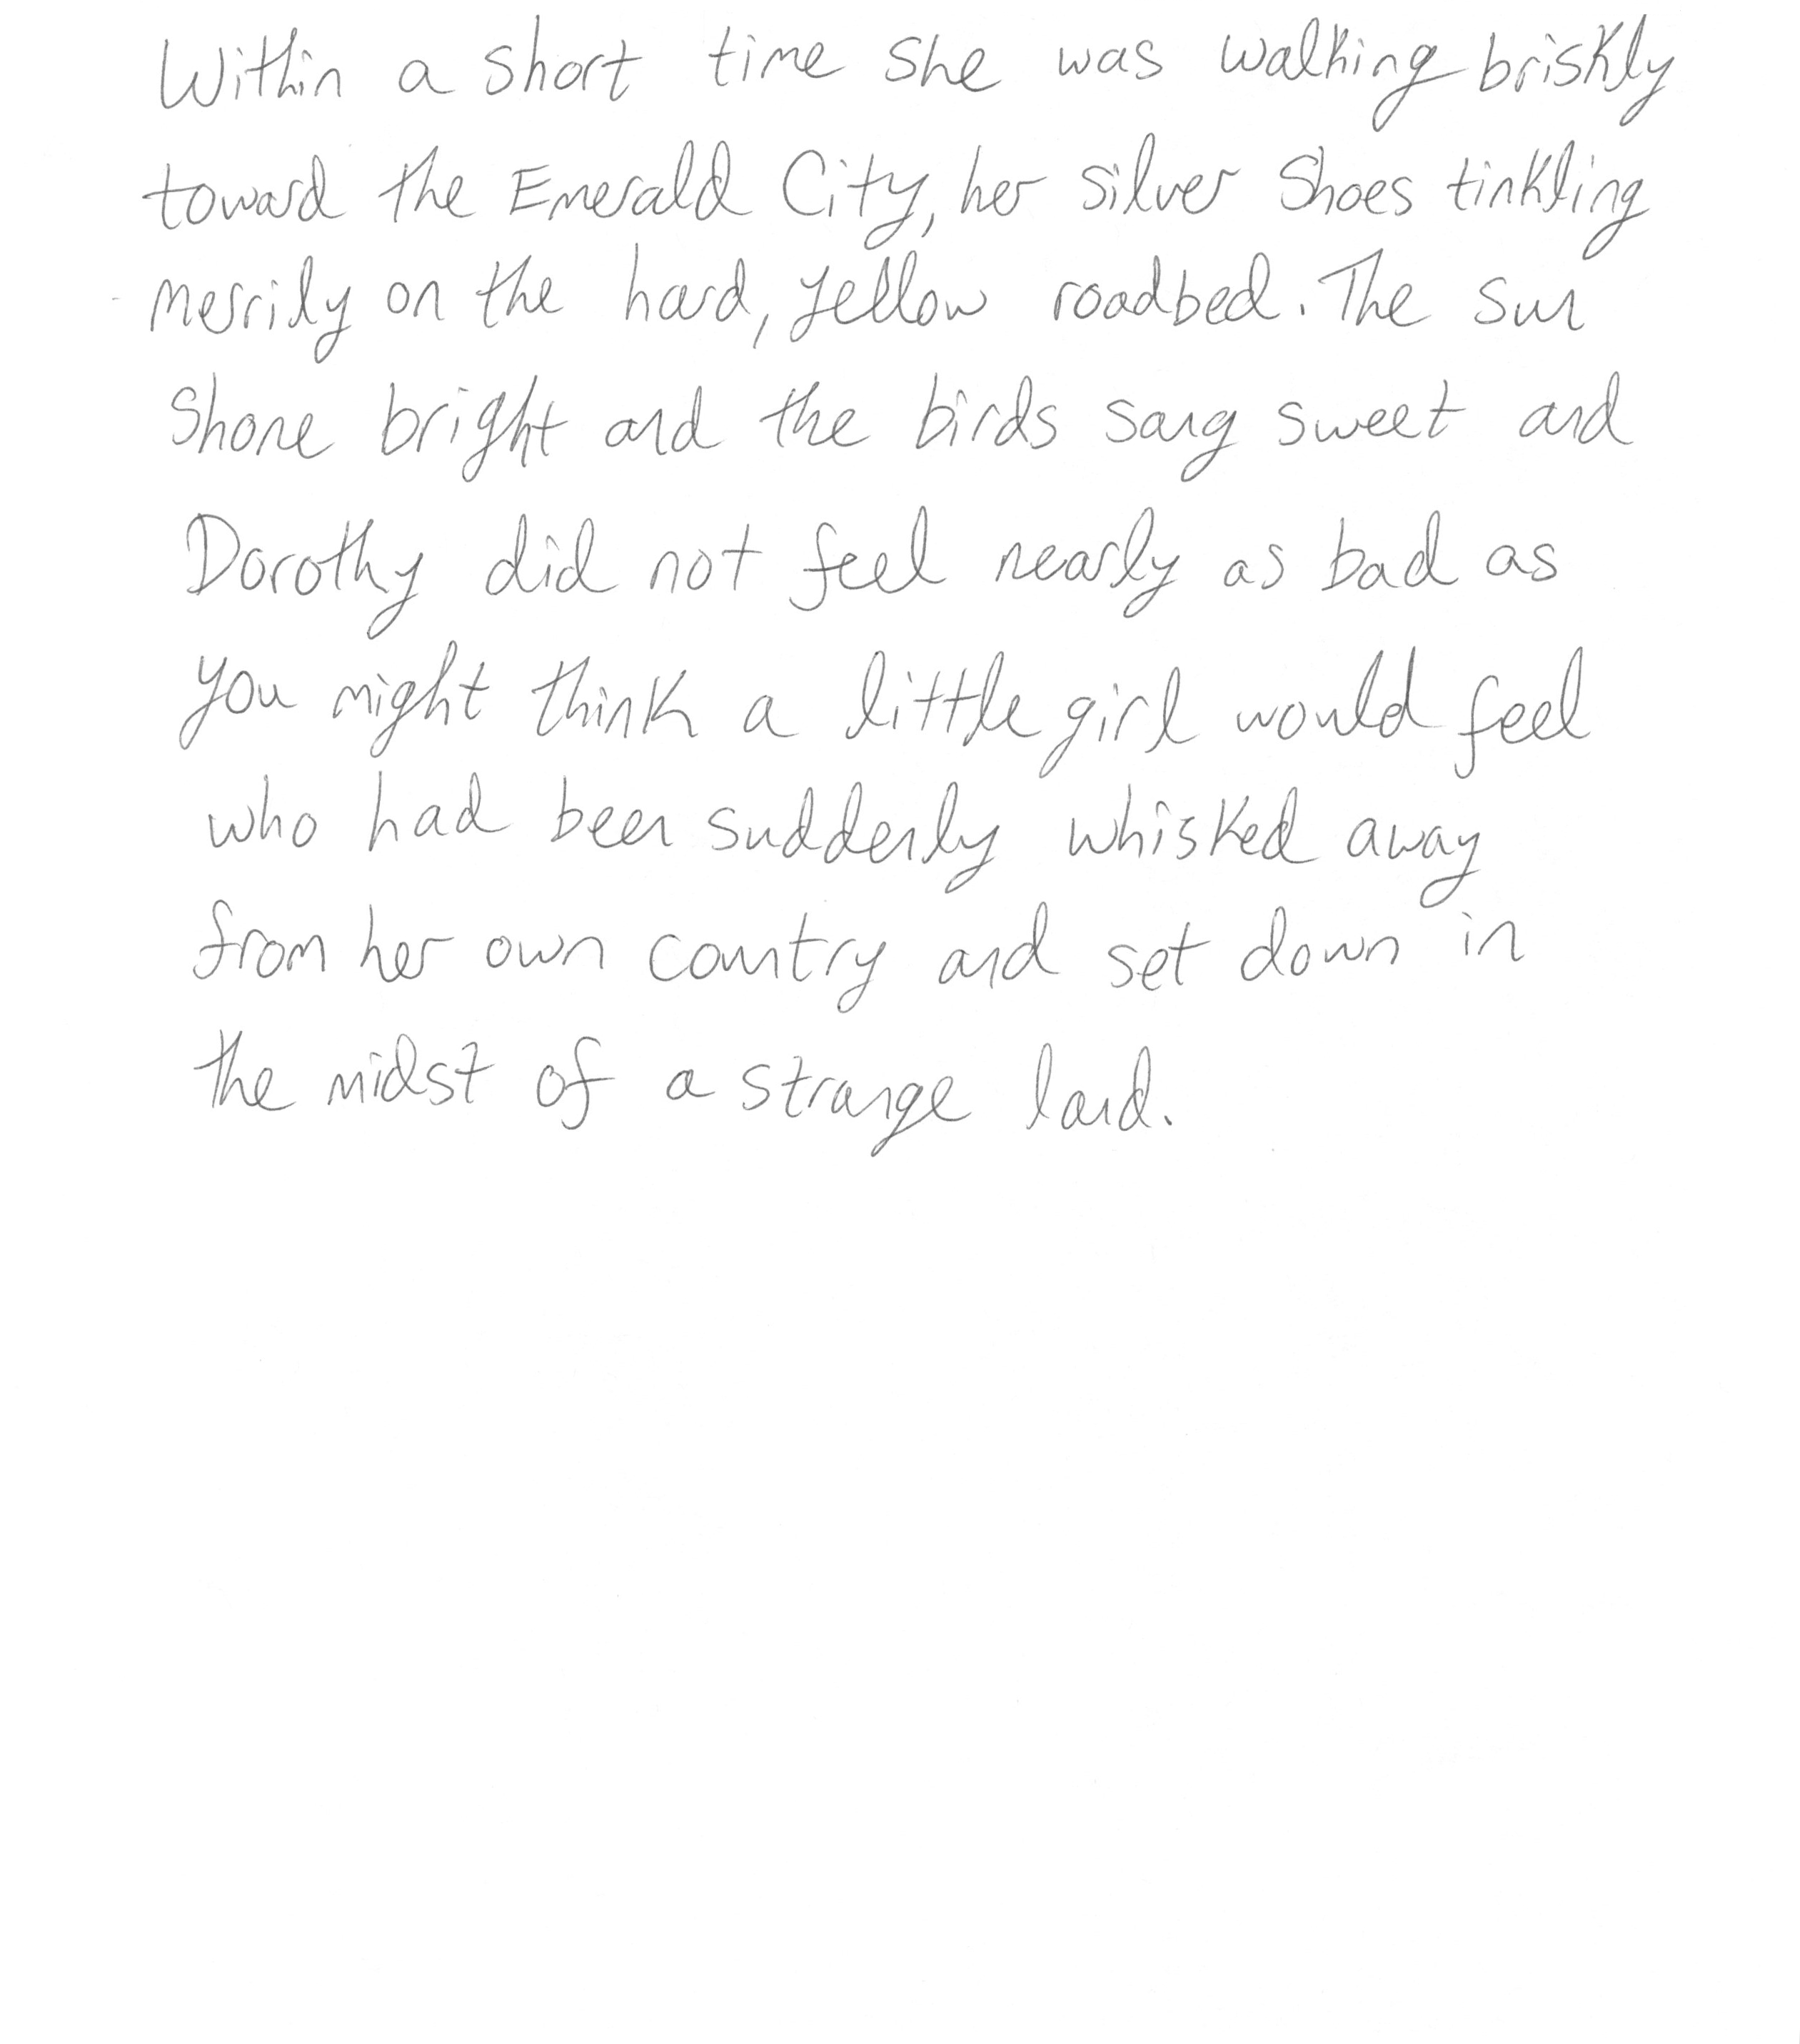 Within a short time she was walking briskly
toward the Emerald City, her silver Shoes tinkling
merrily on the hard, yellow roadbed. The sun
shone bright and the birds sang sweet and
Dorothy did not feel nearly as bad as
you might think a little girl would feel
who had been suddenly whisked away
from her own country and set down in
the midst of a strange land.